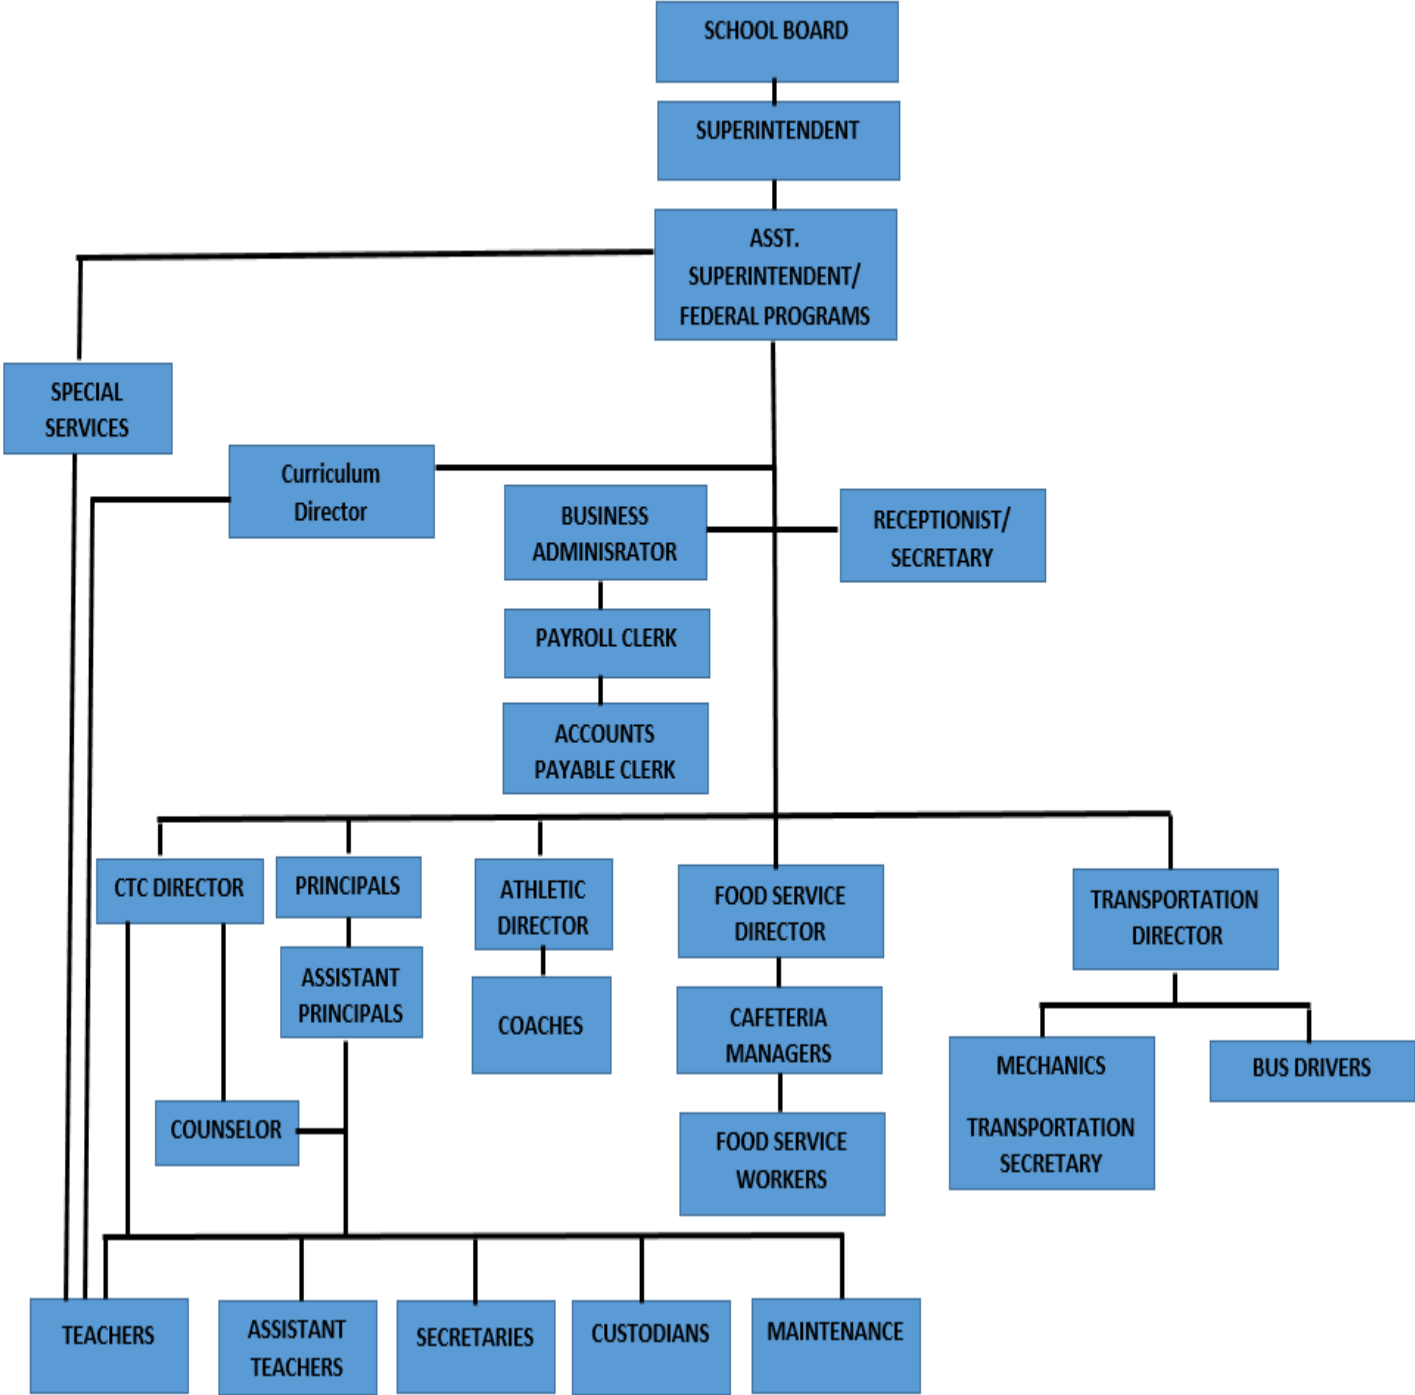 SCHOOL BOARD
SUPERINTENDENT
ASST.
SUPERINTENDENT/
FEDERAL PROGRAMS
SPECIAL
SERVICES
Curriculum
Director
BUSINESS
ADMINISRATOR
RECEPTIONIST/
SECRETARY
PAYROLL CLERK
ACCOUNTS
PAYABLE CLERK
CTC DIRECTOR
PRINCIPALS
ATHLETIC
DIRECTOR
FOOD SERVICE
DIRECTOR
TRANSPORTATION
DIRECTOR
ASSISTANT
PRINCIPALS
COACHES
CAFETERIA
MANAGERS
MECHANICS
TRANSPORTATION
SECRETARY
BUS DRIVERS
COUNSELOR
FOOD SERVICE
WORKERS
TEACHERS
ASSISTANT
TEACHERS
SECRETARIES
CUSTODIANS
MAINTENANCE